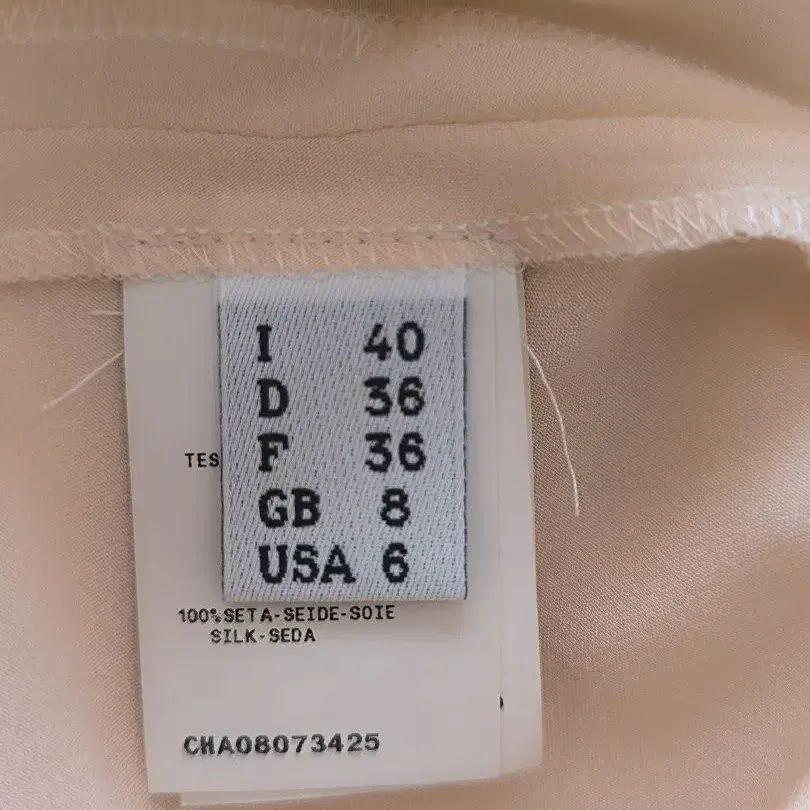 I 40
D 36
F 36
GB 8
USA 6
TES
100%SETA-SEIDE-SOIE
SILK-SEDA
CHA08073425